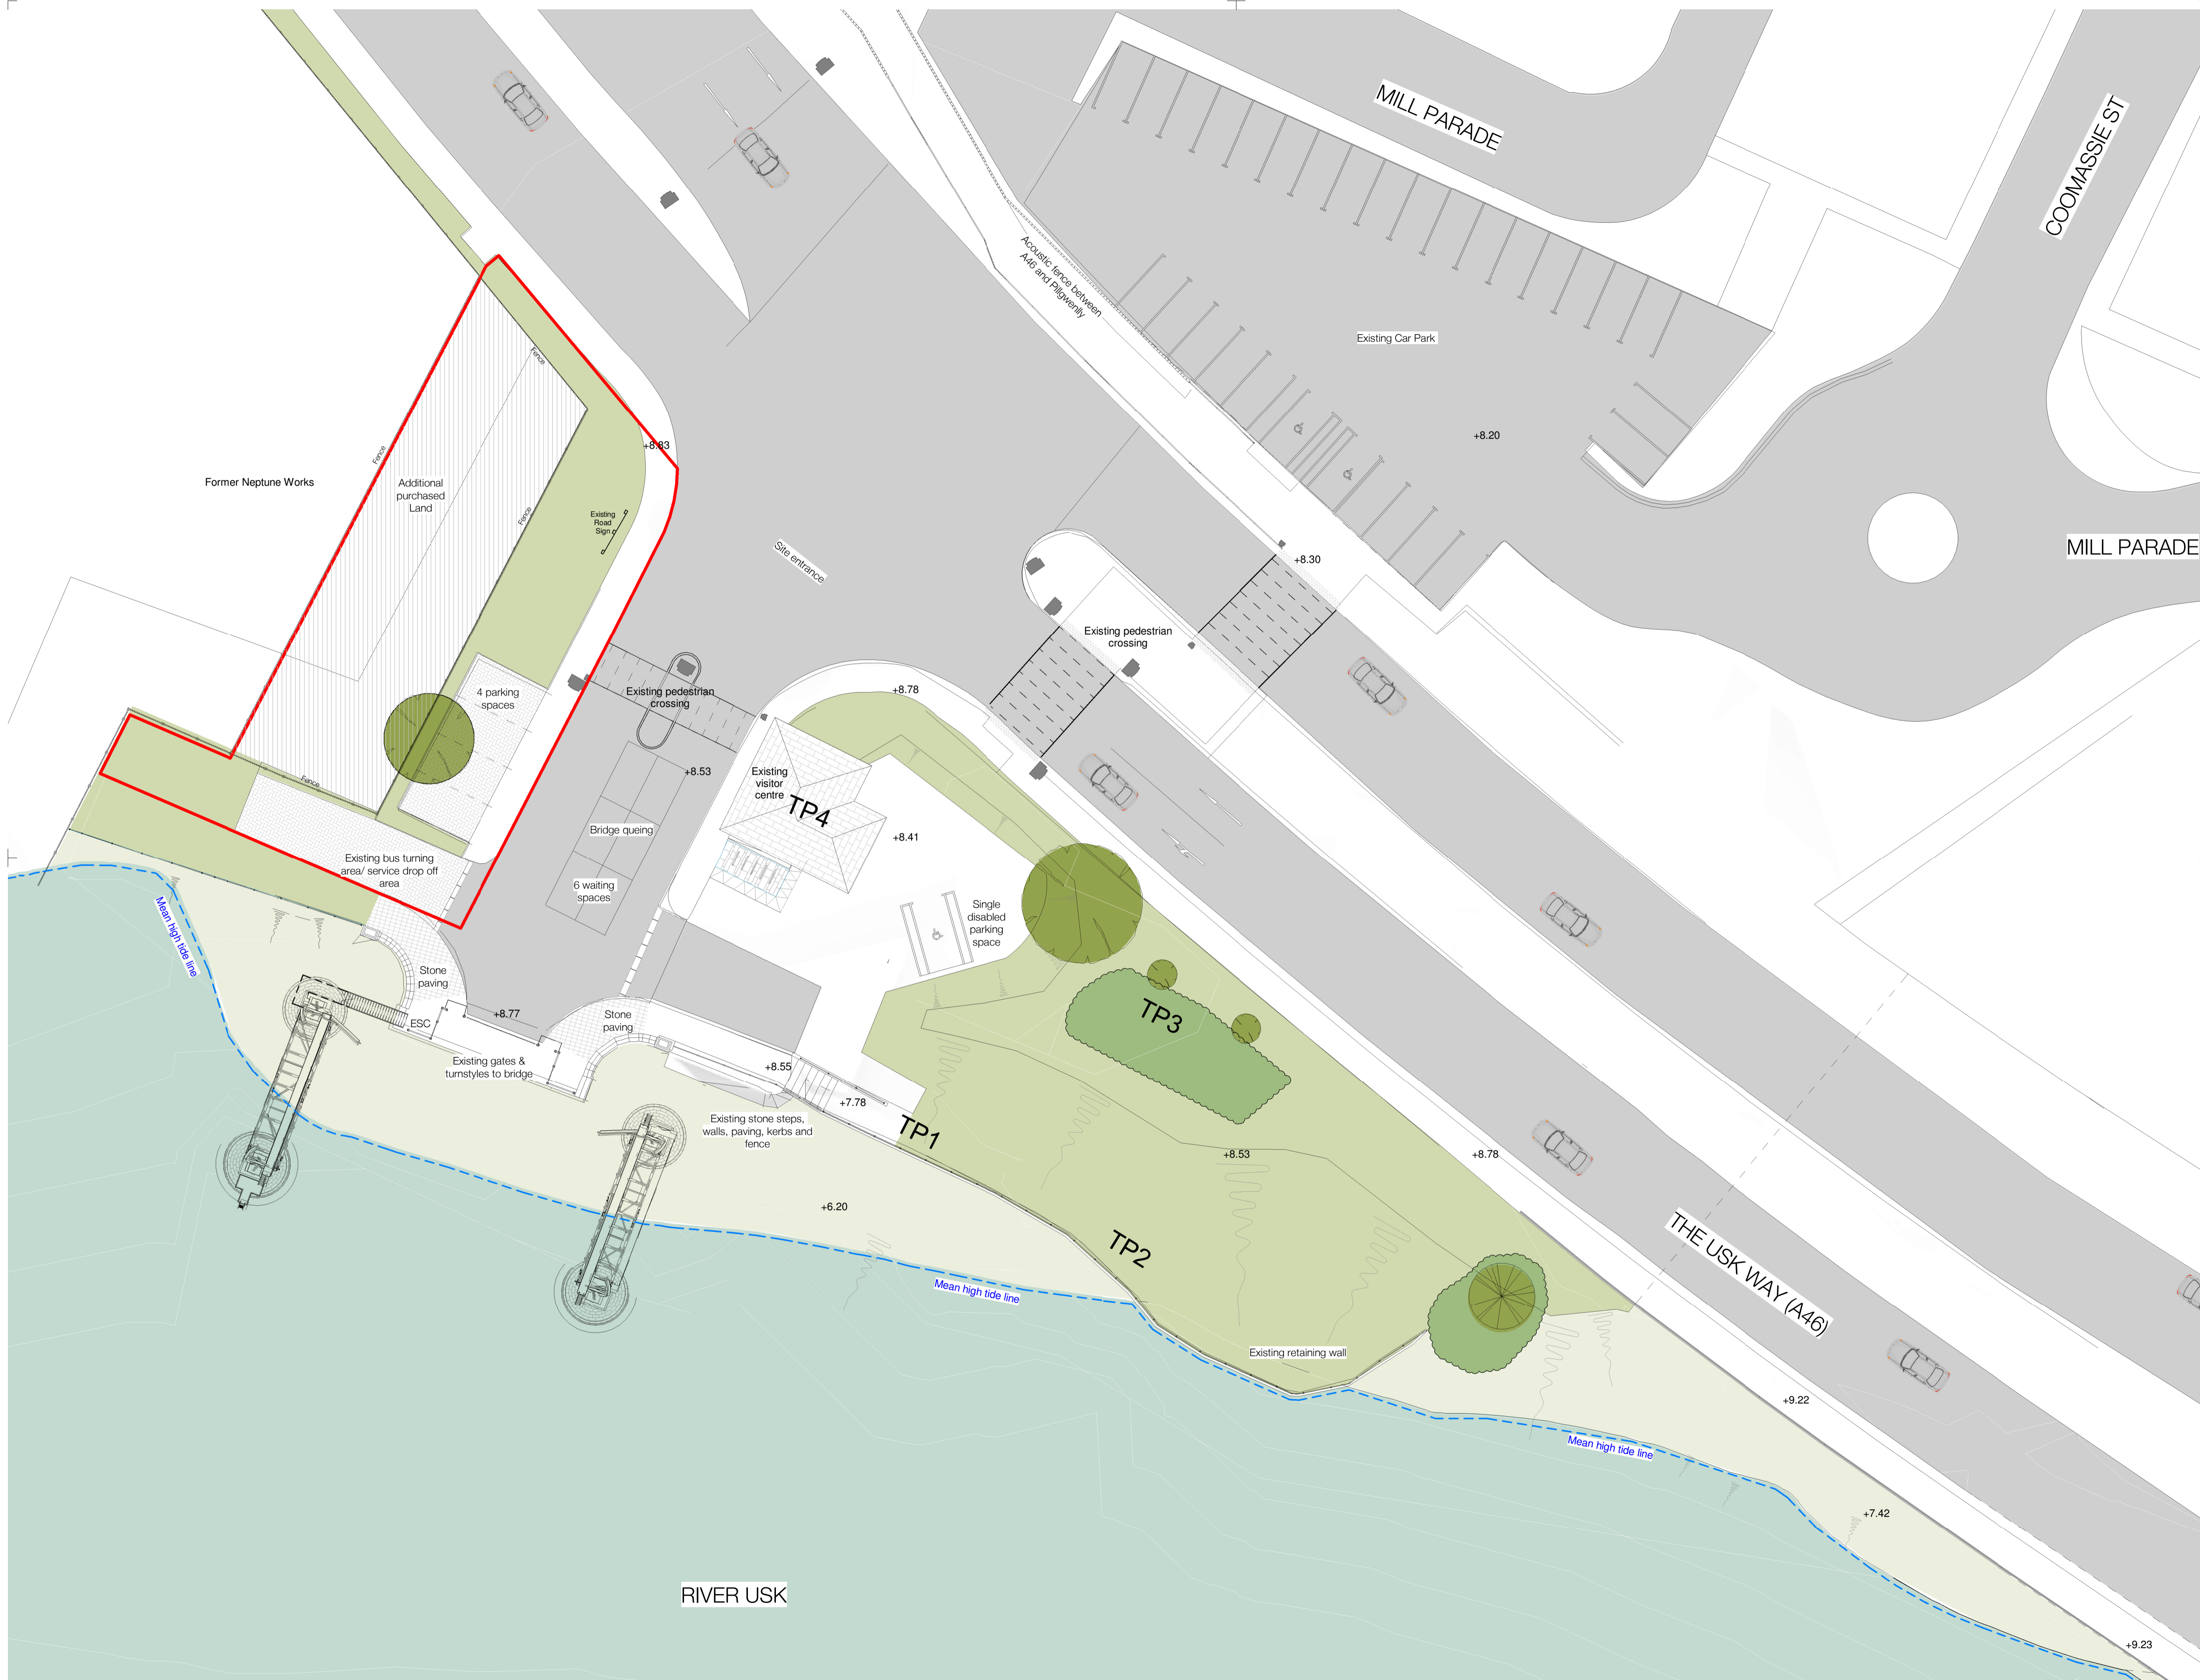 MILL PARADE
COOMASSIE ST
Acoustic fence between
A46 and Pillgwenlly
Existing Car Park
+8.20
Fence
+8.83
Fence
Former Neptune Works
Additional
purchased
Land
Fence
Existing
Road
Sign
Site entrance
+8.30
MILL PARADE
Existing pedestrian
crossing
4 parking
spaces
Existing pedestrian
crossing
+8.78
+8.53
Existing
visitor
centre
TP4
Fence
Bridge queing
+8.41
Existing bus turning
area/ service drop off
area
6 waiting
spaces
Single
disabled
parking
space
Mean high tide line
Stone
paving
ESC
+8.77
Stone
paving
TP3
Existing gates &
turnstyles to bridge
+8.55
+7.78
Existing stone steps,
walls, paving, kerbs and
fence
TP1
+8.53
+8.78
+6.20
TP2
THE USK WAY (A46)
Mean high tide line
Existing retaining wall
+9.22
Mean high tide line
+7.42
RIVER USK
+9.23